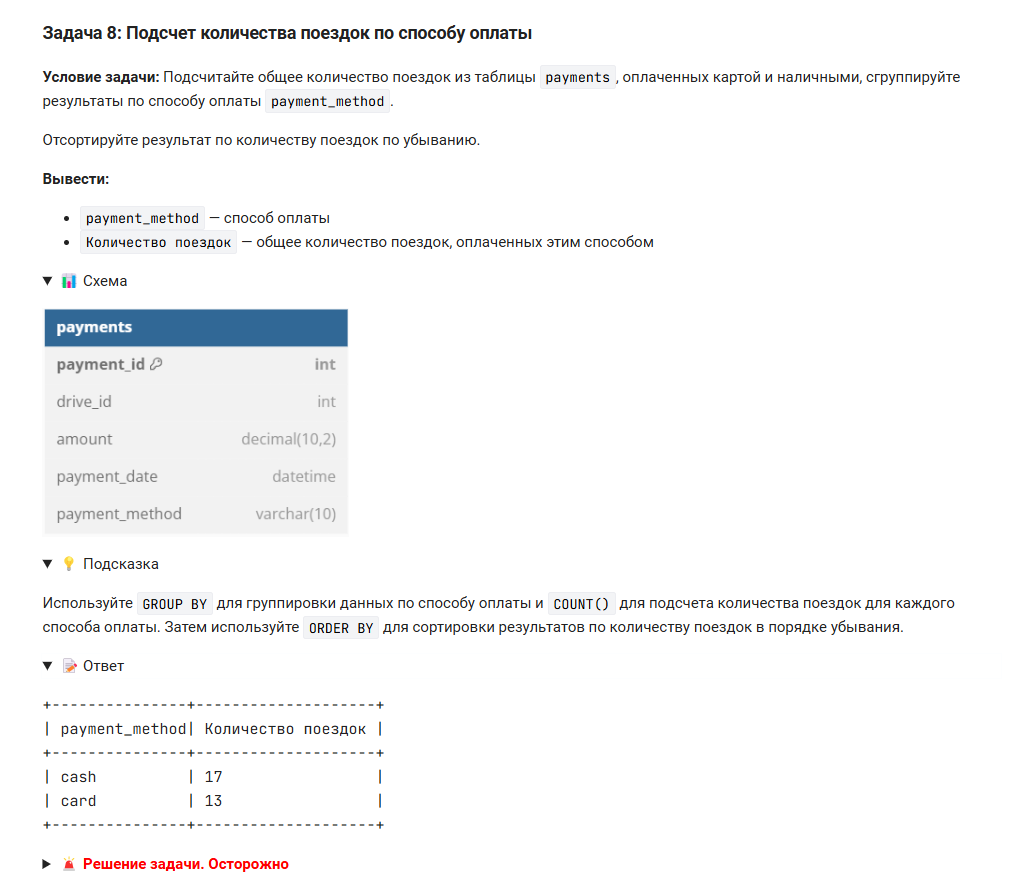 Задача 8: Подсчет количества поездок по способу оплаты
Условие задачи: Подсчитайте общее количество поездок из таблицы payments , оплаченных картой и наличными, сгруппируйте
результаты по способу оплаты payment_method .
Отсортируйте результат по количеству поездок по убыванию.
Вывести:
• payment_method — способ оплаты
• Количество поездок — общее количество поездок, оплаченных этим способом
▼ 📊 Схема
payments
payment_id int
drive_id int
amount decimal(10,2)
payment_date datetime
payment_method varchar(10)
▼ 💡 Подсказка
Используйте GROUP BY для группировки данных по способу оплаты и COUNT() для подсчета количества поездок для каждого
способа оплаты. Затем используйте ORDER BY для сортировки результатов по количеству поездок в порядке убывания.
▼ 📝 Ответ
+---------------+--------------------+
| payment_method| Количество поездок |
+---------------+--------------------+
| cash          | 17                 |
| card          | 13                 |
+---------------+--------------------+
▶ 🚨 Решение задачи. Осторожно